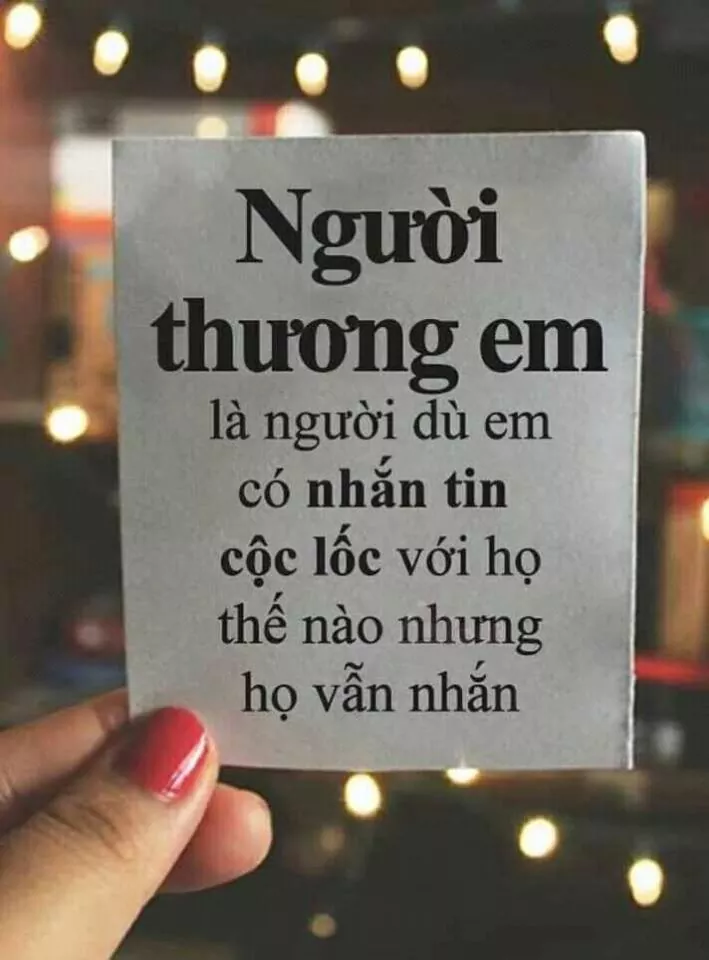 Người
thương em
là người dù em
có nhắn tin
cộc lốc với họ
thế nào nhưng
họ vẫn nhắn